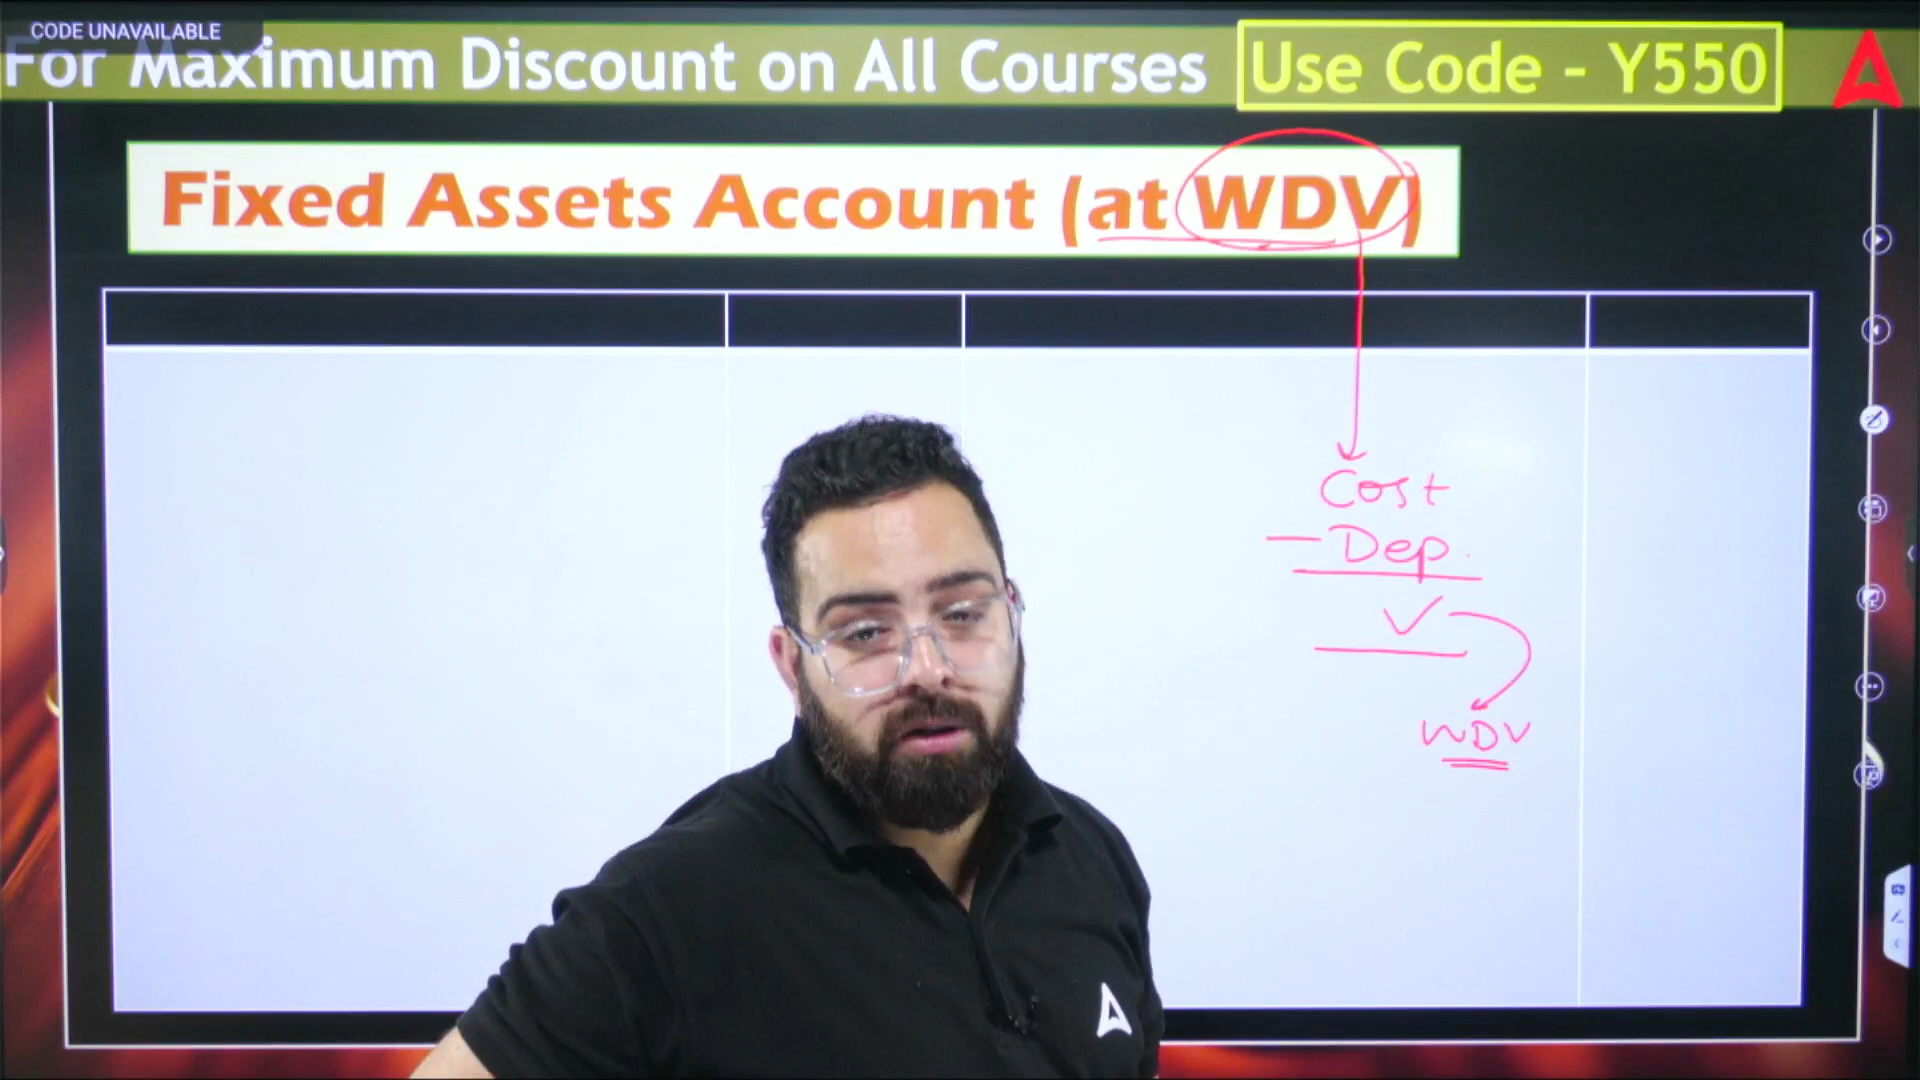 CODE UNAVAILABLE
For Maximum Discount on All Courses Use Code - Y550
Fixed Assets Account (at WDV)
Cost
- Dep.
WDV